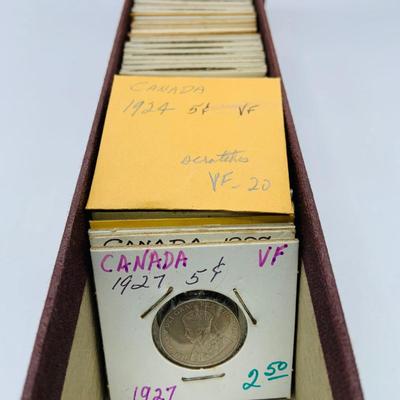 CANADA
1924 5¢ VF
scratches
VF-20
CANADA
CANADA VF
1927 5¢
1927
2.50